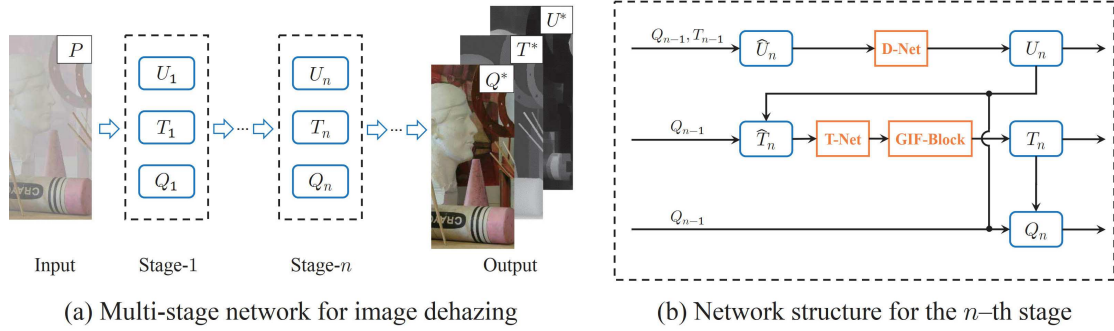 P
U₁
T₁
Q₁
...
Uₙ
Tₙ
Qₙ
...
U*
T*
Q*
CRAYO
CRAYO
Input
Stage-1
Stage-n
Output
(a) Multi-stage network for image dehazing
Qₙ₋₁, Tₙ₋₁
Ûₙ
D-Net
Uₙ
Qₙ₋₁
T̂ₙ
T-Net
GIF-Block
Tₙ
Qₙ₋₁
Qₙ
(b) Network structure for the n–th stage